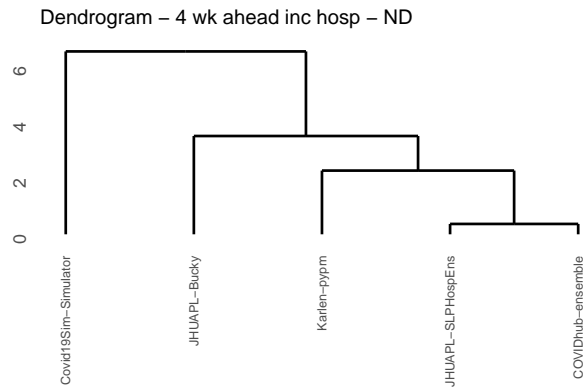 Dendrogram – 4 wk ahead inc hosp – ND
6
4
2
0
Covid19Sim–Simulator
JHUAPL–Bucky
Karlen–pypm
JHUAPL–SLPHospEns
COVIDhub–ensemble